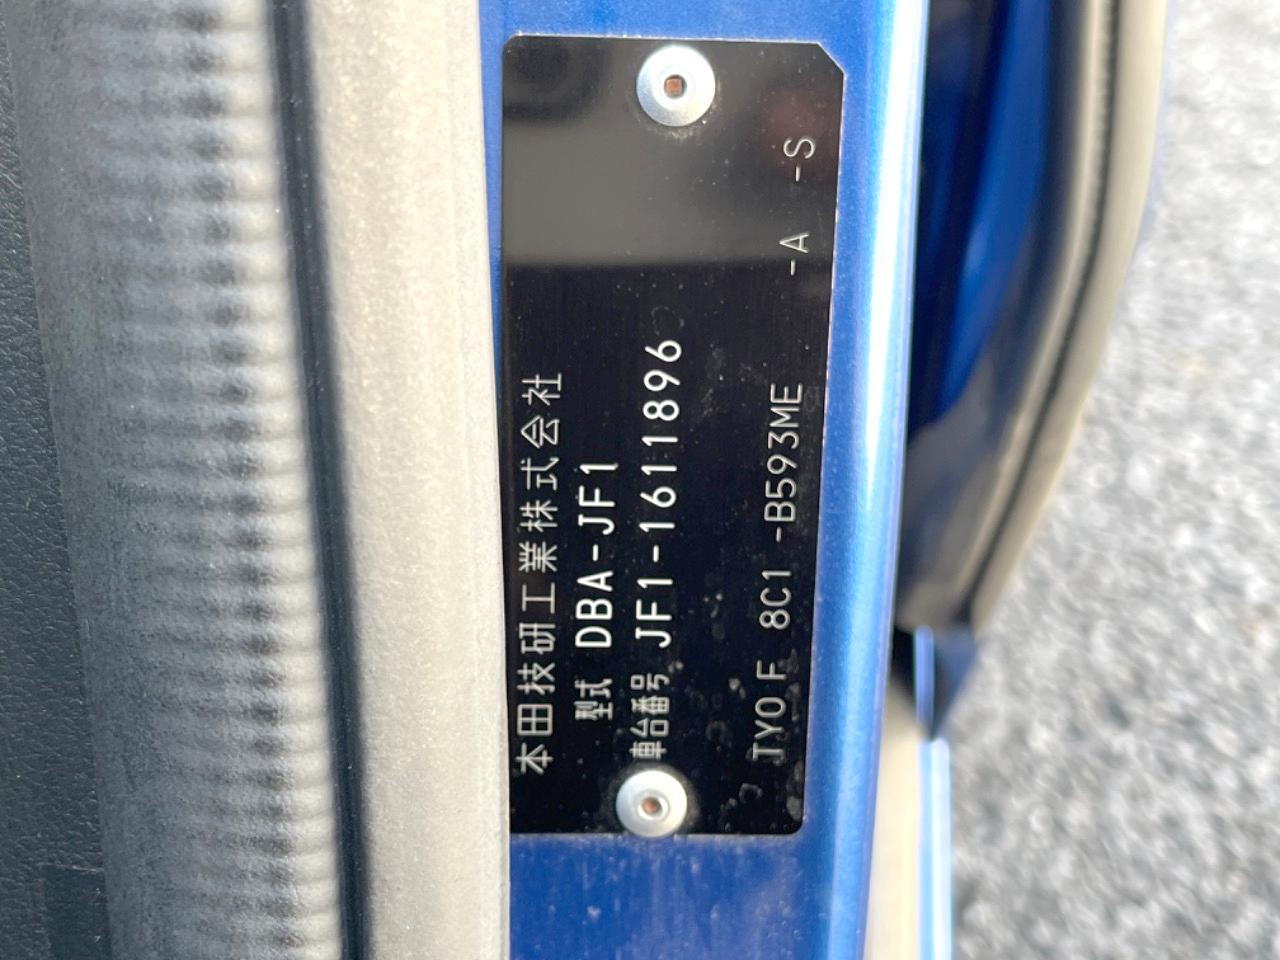 本田技研工業株式会社
型式 DBA-JF1
車台番号 JF1-1611896
JYO F 8C1 -B593ME -A -S